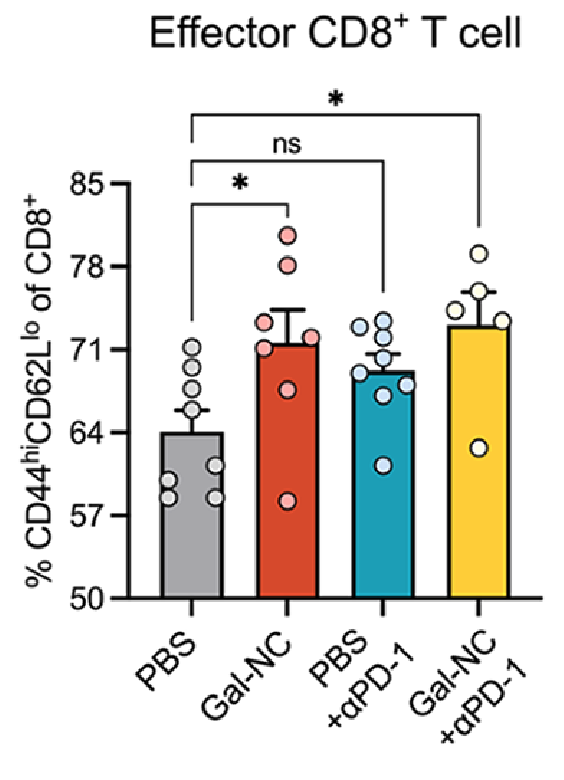 Effector CD8⁺ T cell
*
ns
*
% CD44ʰⁱCD62Lˡᵒ of CD8⁺
85
78
71
64
57
50
PBS
Gal-NC
PBS
+αPD-1
Gal-NC
+αPD-1